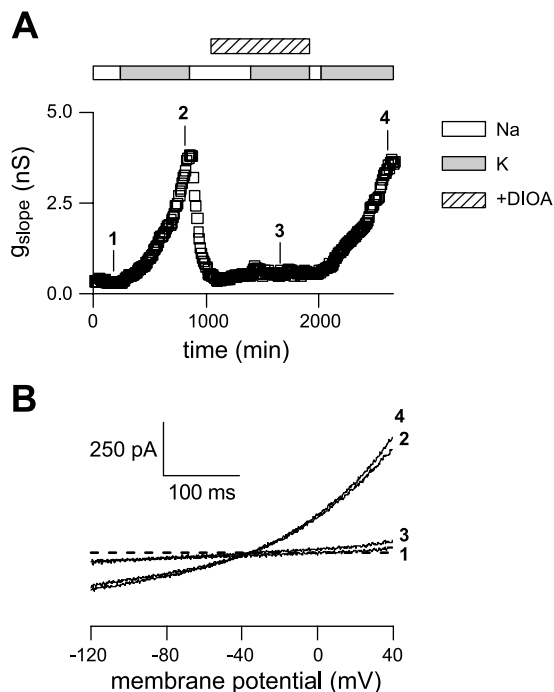 A
5.0
2.5
0.0
g slope (nS)
1
2
3
4
0
1000
2000
time (min)
Na
K
+DIOA
B
250 pA
100 ms
4
2
3
1
-120
-80
-40
0
40
membrane potential (mV)